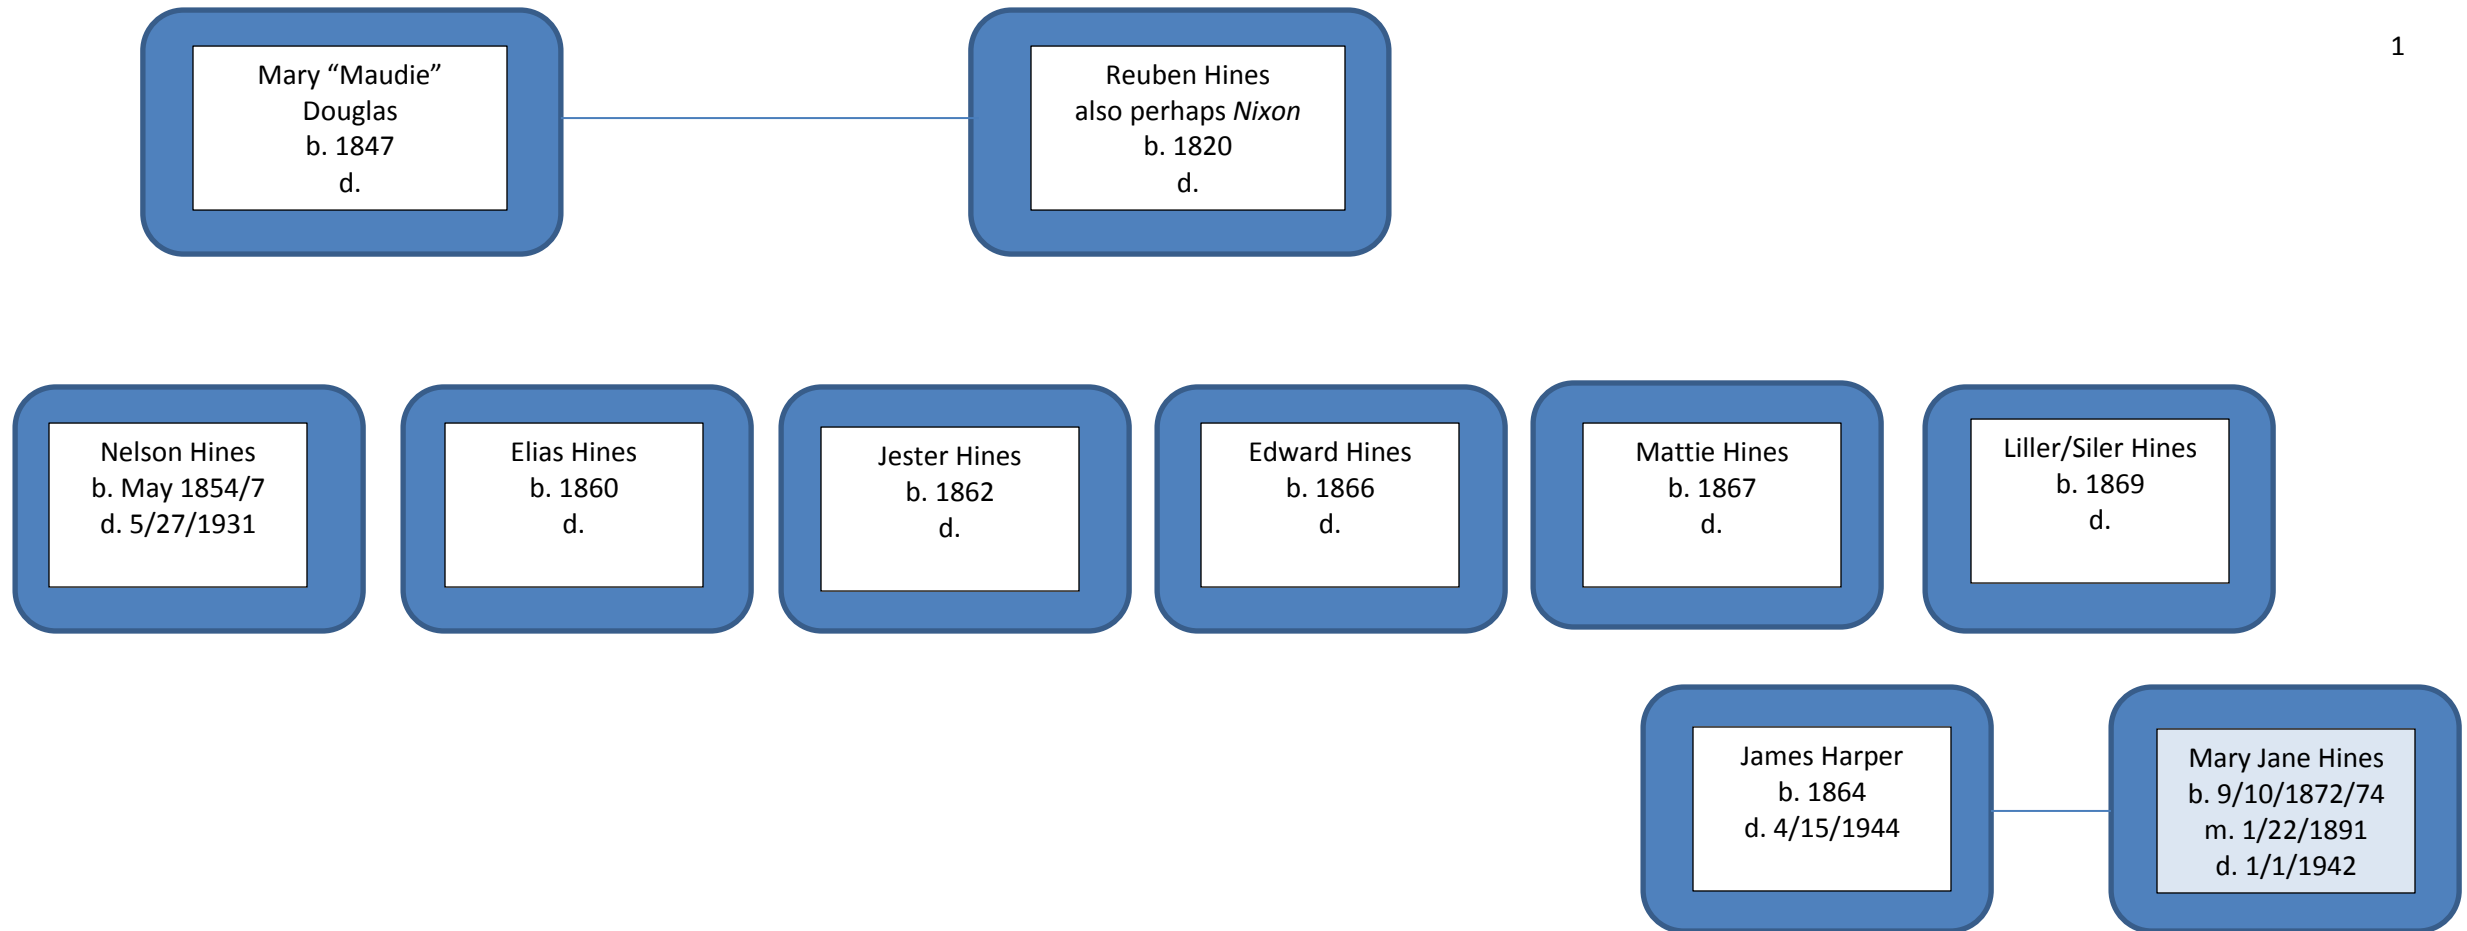 1
Mary “Maudie”
Douglas
b. 1847
d.
Reuben Hines
also perhaps Nixon
b. 1820
d.
Nelson Hines
b. May 1854/7
d. 5/27/1931
Elias Hines
b. 1860
d.
Jester Hines
b. 1862
d.
Edward Hines
b. 1866
d.
Mattie Hines
b. 1867
d.
Liller/Siler Hines
b. 1869
d.
James Harper
b. 1864
d. 4/15/1944
Mary Jane Hines
b. 9/10/1872/74
m. 1/22/1891
d. 1/1/1942